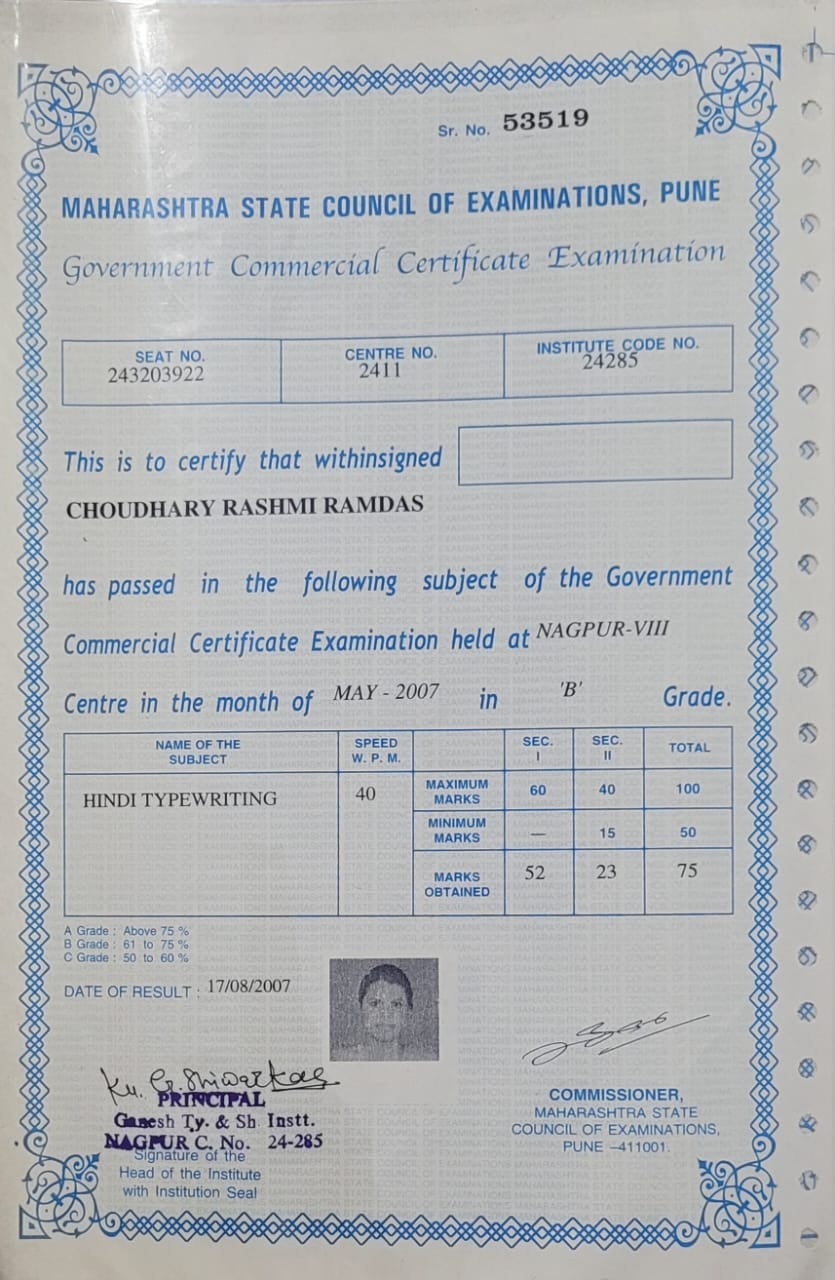 Sr. No. 53519
MAHARASHTRA STATE COUNCIL OF EXAMINATIONS, PUNE
Government Commercial Certificate Examination
SEAT NO. CENTRE NO. INSTITUTE CODE NO.
243203922 2411 24285
This is to certify that withinsigned
CHOUDHARY RASHMI RAMDAS
has passed in the following subject of the Government
Commercial Certificate Examination held at NAGPUR-VIII
Centre in the month of MAY - 2007 in 'B' Grade.
NAME OF THE SUBJECT SPEED W. P. M. SEC. I SEC. II TOTAL
HINDI TYPEWRITING 40 MAXIMUM MARKS 60 40 100
MINIMUM MARKS — 15 50
MARKS OBTAINED 52 23 75
A Grade : Above 75 %
B Grade : 61 to 75 %
C Grade : 50 to 60 %
DATE OF RESULT : 17/08/2007
Ku. G. Shiwarkar
PRINCIPAL
Ganesh Ty. & Sh Instt.
NAGPUR C. No. 24-285
Signature of the
Head of the Institute
with Institution Seal
COMMISSIONER,
MAHARASHTRA STATE
COUNCIL OF EXAMINATIONS,
PUNE –411001.